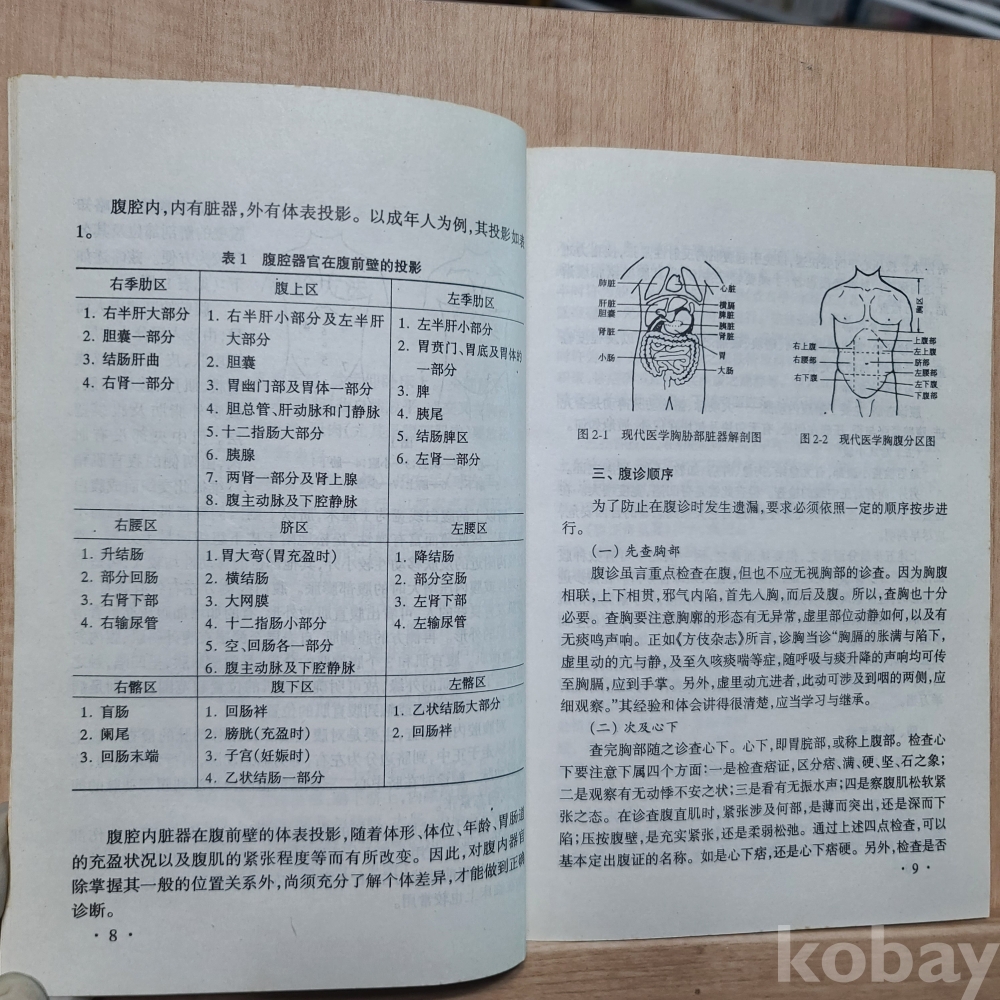 腹腔内,内有脏器,外有体表投影。以成年人为例,其投影如表
1。
表1 腹腔器官在腹前壁的投影
右季肋区
腹上区
左季肋区
1. 右半肝大部分
2. 胆囊一部分
3. 结肠肝曲
4. 右肾一部分
1. 右半肝小部分及左半肝
大部分
2. 胆囊
3. 胃幽门部及胃体一部分
4. 胆总管、肝动脉和门静脉
5. 十二指肠大部分
6. 胰腺
7. 两肾一部分及肾上腺
8. 腹主动脉及下腔静脉
1. 左半肝小部分
2. 胃贲门、胃底及胃体的
一部分
3. 脾
4. 胰尾
5. 结肠脾区
6. 左肾一部分
右腰区
脐区
左腰区
1. 升结肠
2. 部分回肠
3. 右肾下部
4. 右输尿管
1. 胃大弯(胃充盈时)
2. 横结肠
3. 大网膜
4. 十二指肠小部分
5. 空、回肠各一部分
6. 腹主动脉及下腔静脉
1. 降结肠
2. 部分空肠
3. 左肾下部
4. 左输尿管
右髂区
腹下区
左髂区
1. 盲肠
2. 阑尾
3. 回肠末端
1. 回肠袢
2. 膀胱(充盈时)
3. 子宫(妊娠时)
4. 乙状结肠一部分
1. 乙状结肠大部分
2. 回肠袢
腹腔内脏器在腹前壁的体表投影,随着体形、体位、年龄、胃肠道
的充盈状况以及腹肌的紧张程度等而有所改变。因此,对腹内器官
除掌握其一般的位置关系外,尚须充分了解个体差异,才能做到正确
诊断。
· 8 ·
肺脏
肝脏
胆囊
肾脏
小肠
心脏
横膈
脾脏
胰脏
肾脏
胃
大肠
图 2-1 现代医学胸胁部脏器解剖图
右上腹
右腰部
右下腹
胸部
上腹部
左上腹
脐部
左腰部
左下腹
下腹部
图 2-2 现代医学胸腹分区图
三、腹诊顺序
为了防止在腹诊时发生遗漏,要求必须依照一定的顺序按步进
行。
(一) 先查胸部
腹诊虽言重点检查在腹,但也不应无视胸部的诊查。因为胸腹
相联,上下相贯,邪气内陷,首先入胸,而后及腹。所以,查胸也十分
必要。查胸要注意胸廓的形态有无异常,虚里部位动静如何,以及有
无痰鸣声响。正如《方伎杂志》所言,诊胸当诊“胸膈的胀满与陷下,
虚里动的亢与静,及至久咳痰喘等症,随呼吸与痰升降的声响均可传
至胸膈,应到手掌。另外,虚里动亢进者,此动可涉及到咽的两侧,应
细观察。”其经验和体会讲得很清楚,应当学习与继承。
(二) 次及心下
查完胸部随之诊查心下。心下,即胃脘部,或称上腹部。检查心
下要注意下属四个方面:一是检查痞证,区分痞、满、硬、坚、石之象;
二是观察有无动悸不安之状;三是看有无振水声;四是察腹肌松软紧
张之态。在诊查腹直肌时,紧张涉及何部,是薄而突出,还是深而下
陷;压按腹壁,是充实紧张,还是柔弱松弛。通过上述四点检查,可以
基本定出腹证的名称。如是心下痞,还是心下痞硬。另外,检查是否
· 9 ·
kobay